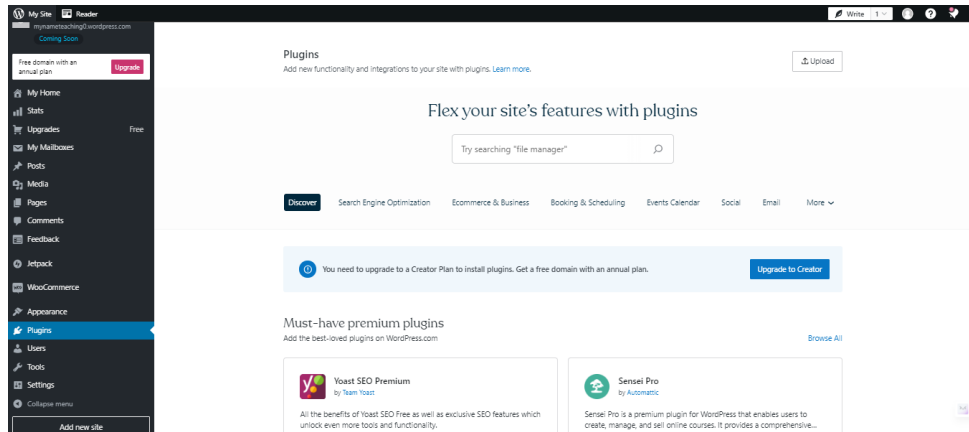 My Site Reader Write 1
mynameteaching0.wordpress.com
Coming Soon
Free domain with an
annual plan
Upgrade
My Home
Stats
Upgrades Free
My Mailboxes
Posts
Media
Pages
Comments
Feedback
Jetpack
WooCommerce
Appearance
Plugins
Users
Tools
Settings
Collapse menu
Add new site
Plugins
Add new functionality and integrations to your site with plugins. Learn more.
Upload
Flex your site's features with plugins
Try searching "file manager"
Discover Search Engine Optimization Ecommerce & Business Booking & Scheduling Events Calendar Social Email More
You need to upgrade to a Creator Plan to install plugins. Get a free domain with an annual plan. Upgrade to Creator
Must-have premium plugins
Add the best-loved plugins on WordPress.com Browse All
Yoast SEO Premium
by Team Yoast
All the benefits of Yoast SEO Free as well as exclusive SEO features which
unlock even more tools and functionality.
Sensei Pro
by Automattic
Sensei Pro is a premium plugin for WordPress that enables users to
create, manage, and sell online courses. It provides a comprehensive...